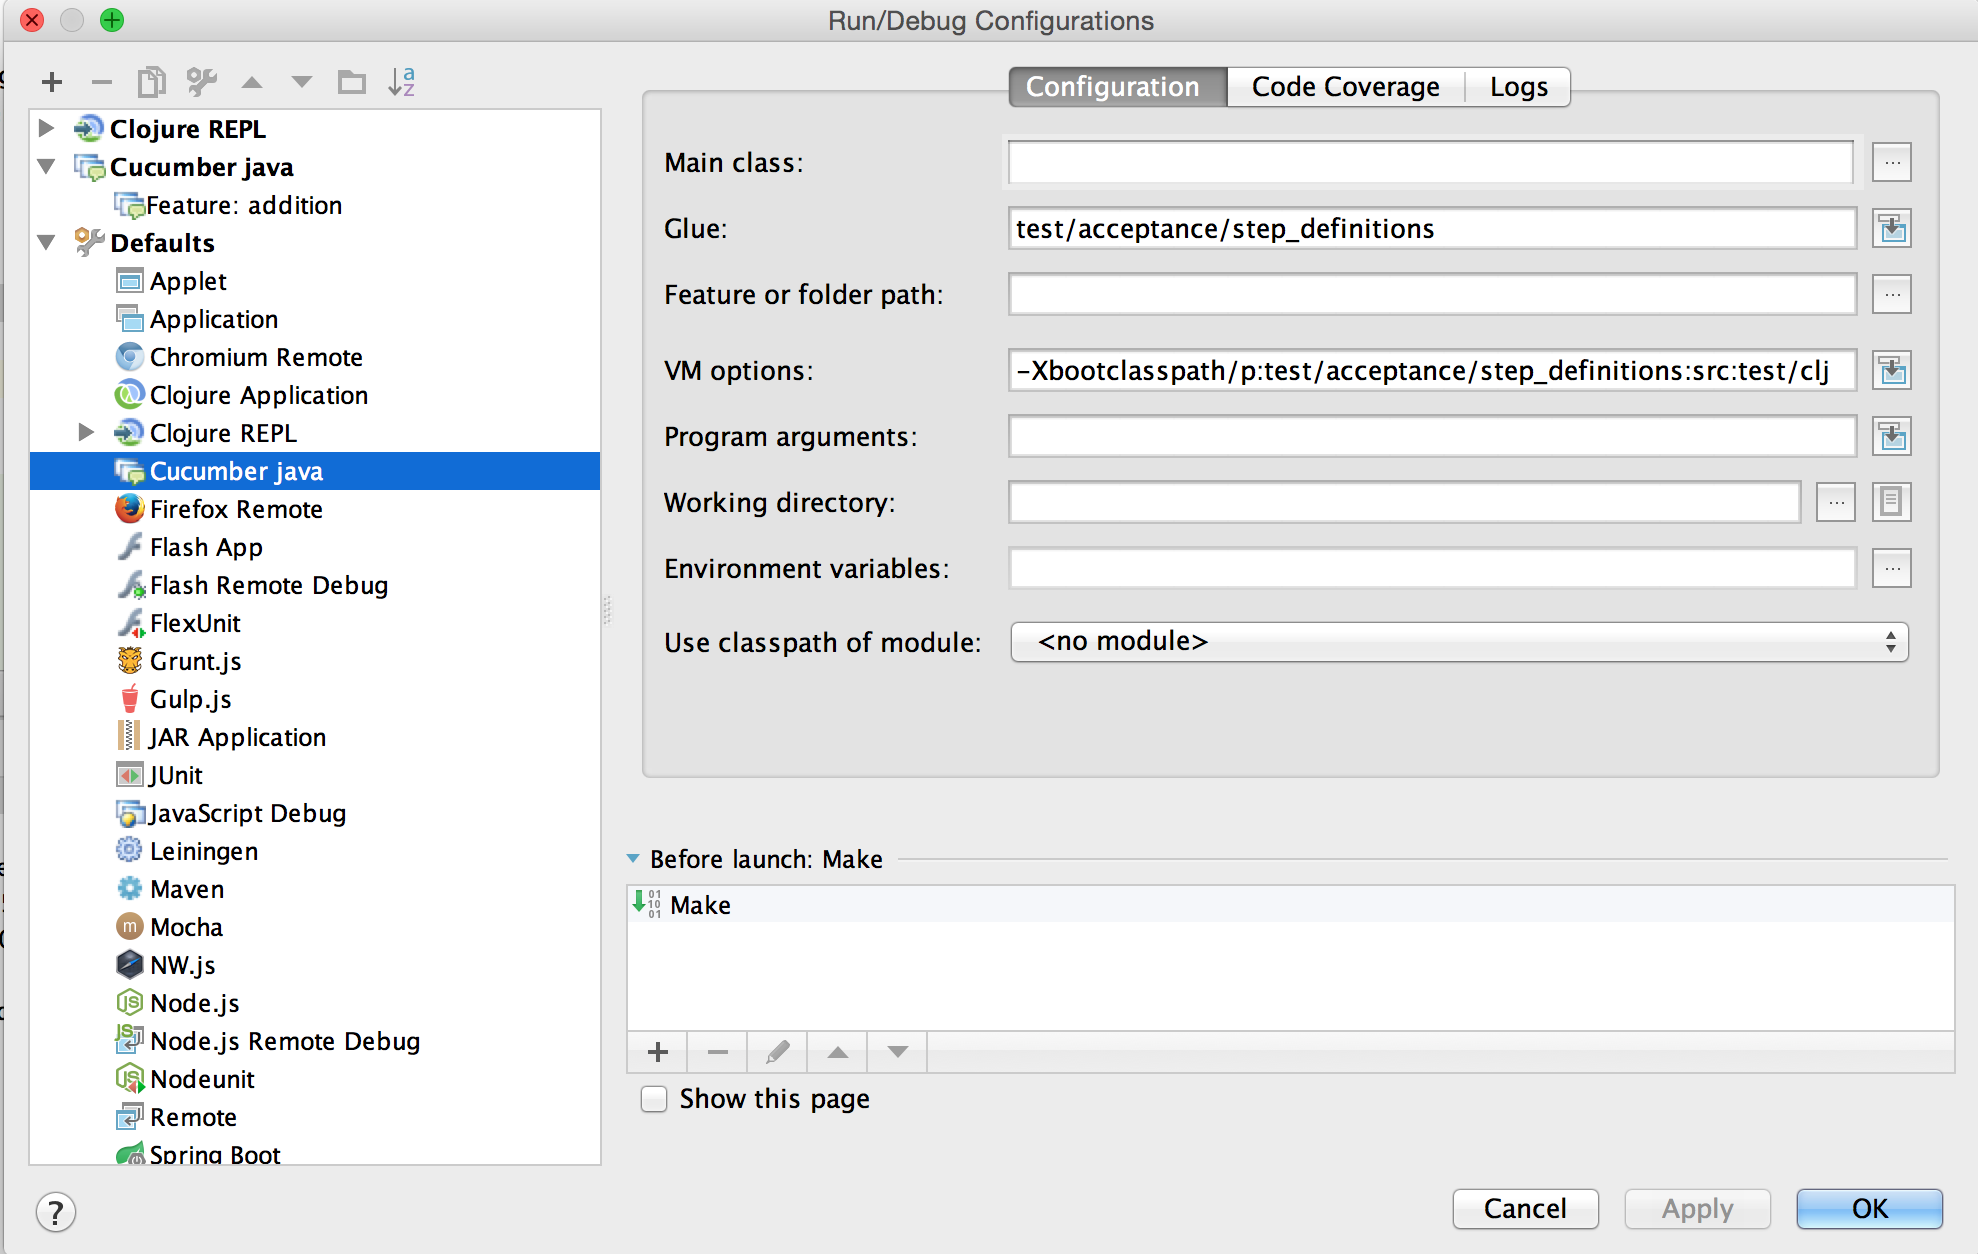 Run/Debug Configurations
Clojure REPL
Cucumber java
Feature: addition
Defaults
Applet
Application
Chromium Remote
Clojure Application
Clojure REPL
Cucumber java
Firefox Remote
Flash App
Flash Remote Debug
FlexUnit
Grunt.js
Gulp.js
JAR Application
JUnit
JavaScript Debug
Leiningen
Maven
Mocha
NW.js
Node.js
Node.js Remote Debug
Nodeunit
Remote
Spring Boot
Configuration Code Coverage Logs
Main class:
Glue: test/acceptance/step_definitions
Feature or folder path:
VM options: -Xbootclasspath/p:test/acceptance/step_definitions:src:test/clj
Program arguments:
Working directory:
Environment variables:
Use classpath of module: <no module>
Before launch: Make
Make
Show this page
? Cancel Apply OK